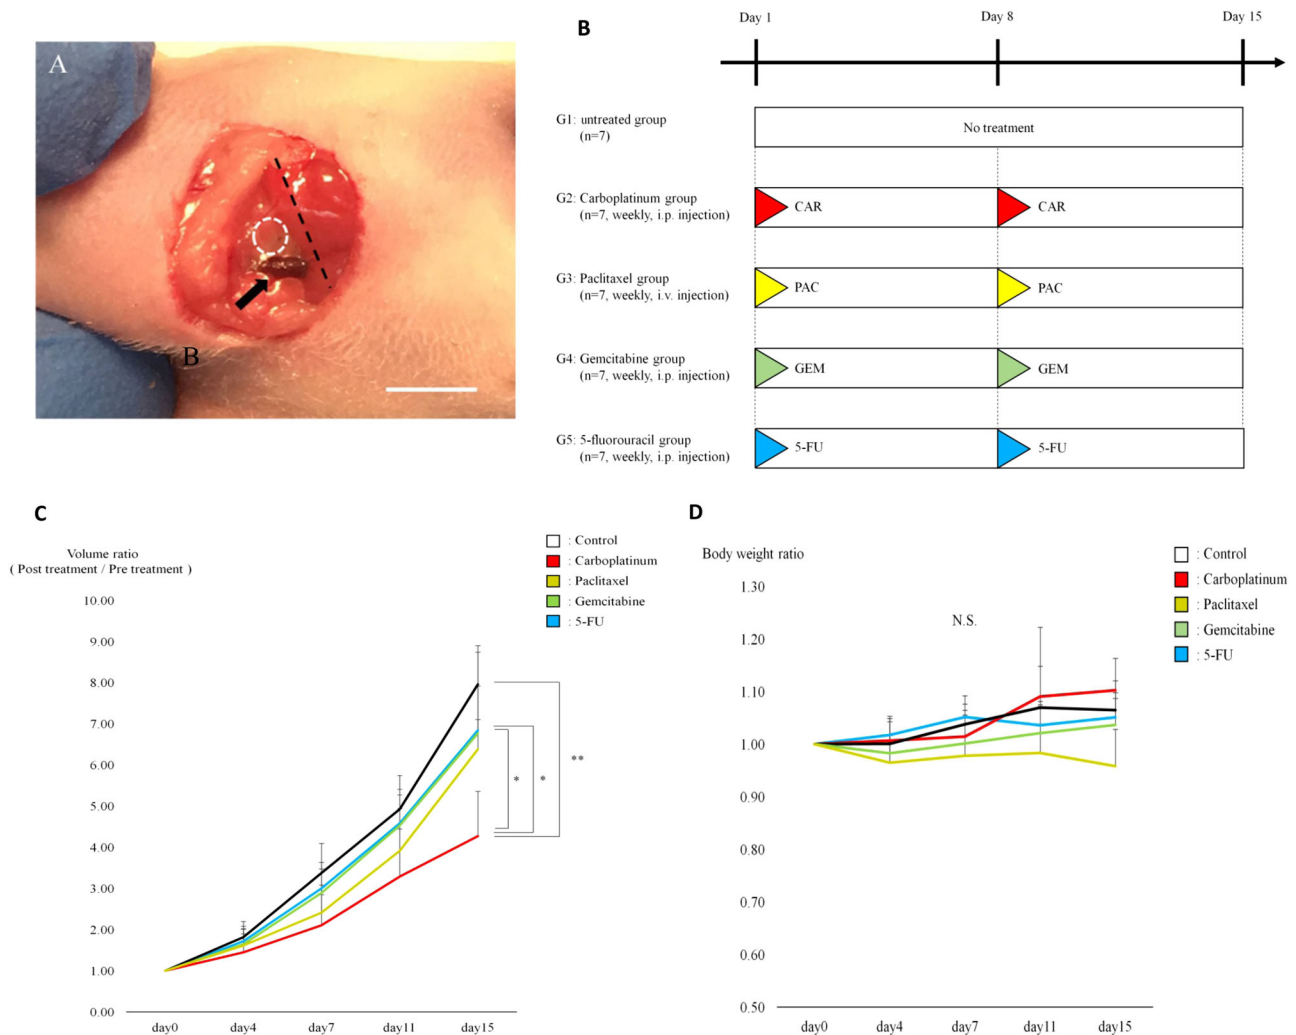 A
B
B
Day 1
Day 8
Day 15
G1: untreated group
(n=7)
No treatment
G2: Carboplatinum group
(n=7, weekly, i.p. injection)
CAR
CAR
G3: Paclitaxel group
(n=7, weekly, i.v. injection)
PAC
PAC
G4: Gemcitabine group
(n=7, weekly, i.p. injection)
GEM
GEM
G5: 5-fluorouracil group
(n=7, weekly, i.p. injection)
5-FU
5-FU
C
Volume ratio
( Post treatment / Pre treatment )
: Control
: Carboplatinum
: Paclitaxel
: Gemcitabine
: 5-FU
10.00
9.00
8.00
7.00
6.00
5.00
4.00
3.00
2.00
1.00
0.00
*
*
**
day0
day4
day7
day11
day15
D
Body weight ratio
: Control
: Carboplatinum
: Paclitaxel
: Gemcitabine
: 5-FU
N.S.
1.30
1.20
1.10
1.00
0.90
0.80
0.70
0.60
0.50
day0
day4
day7
day11
day15